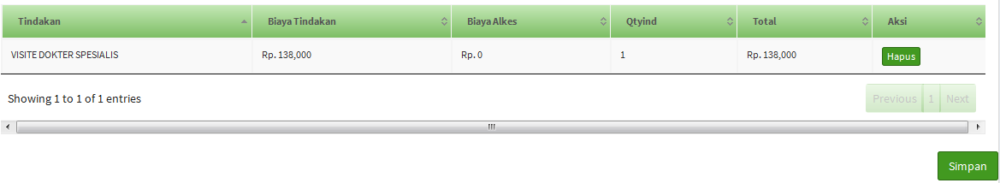 Tindakan Biaya Tindakan Biaya Alkes Qtyind Total Aksi
VISITE DOKTER SPESIALIS Rp. 138,000 Rp. 0 1 Rp. 138,000 Hapus
Showing 1 to 1 of 1 entries Previous 1 Next
Simpan